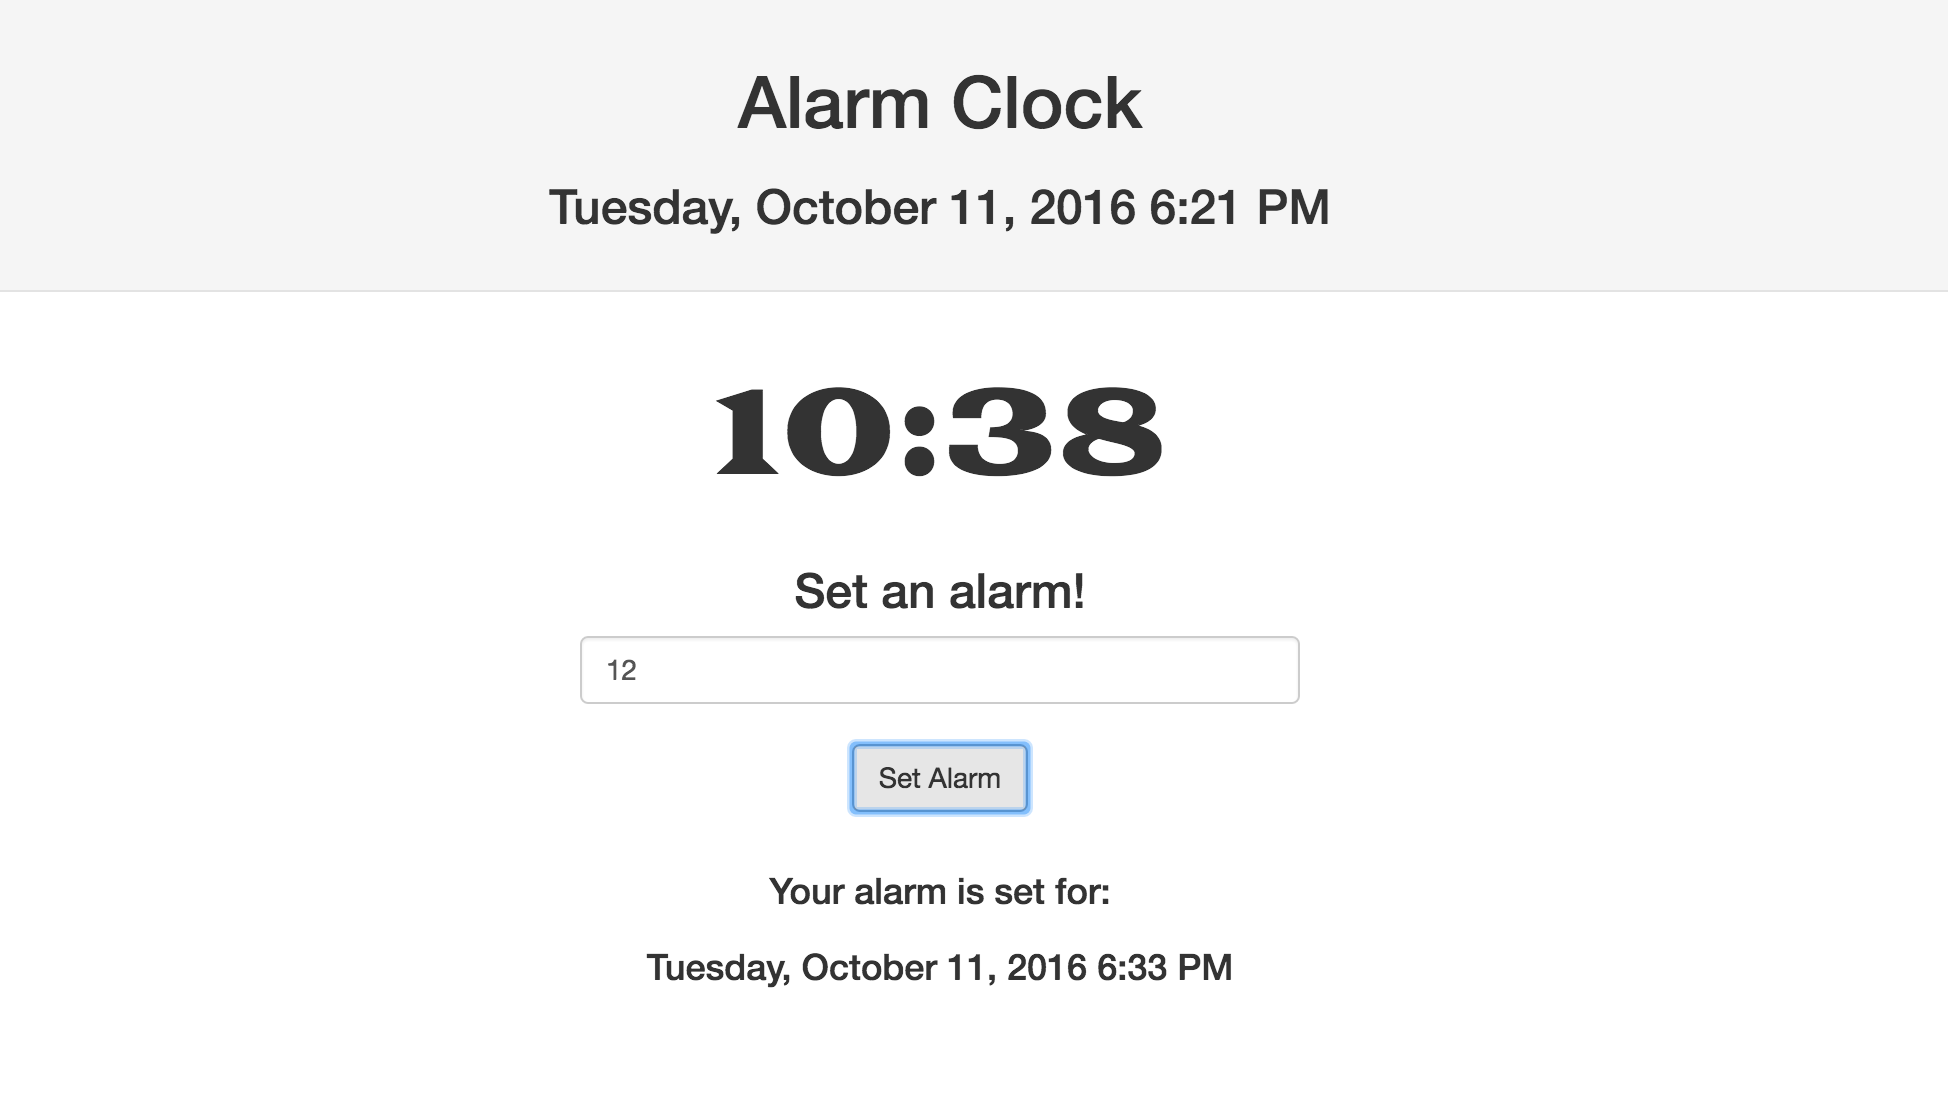 Alarm Clock
Tuesday, October 11, 2016 6:21 PM
10:38
Set an alarm!
12
Set Alarm
Your alarm is set for:
Tuesday, October 11, 2016 6:33 PM